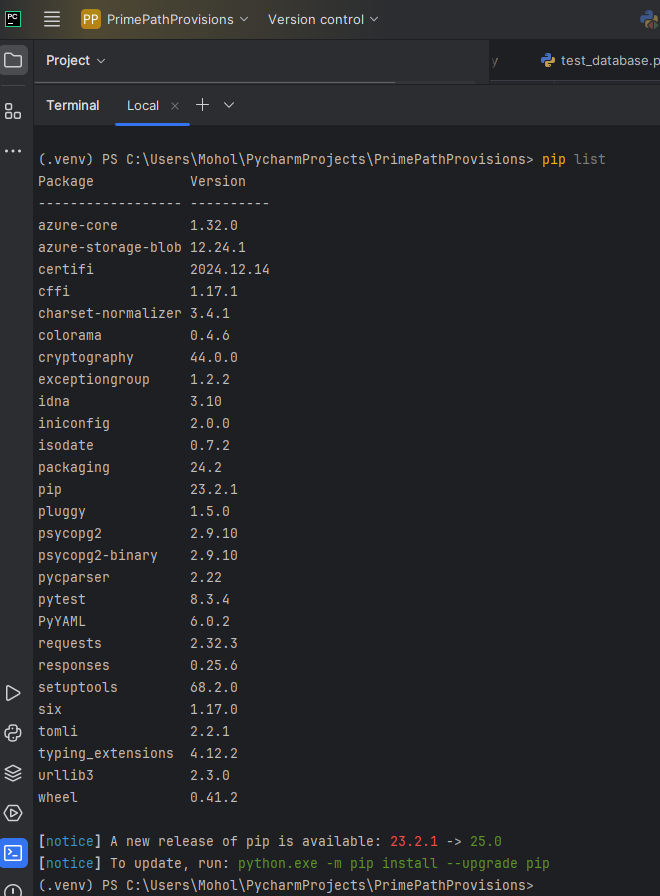 PC
PP PrimePathProvisions Version control
Project
y test_database.p
Terminal Local
(.venv) PS C:\Users\Mohol\PycharmProjects\PrimePathProvisions> pip list
Package Version
------------------ ----------
azure-core 1.32.0
azure-storage-blob 12.24.1
certifi 2024.12.14
cffi 1.17.1
charset-normalizer 3.4.1
colorama 0.4.6
cryptography 44.0.0
exceptiongroup 1.2.2
idna 3.10
iniconfig 2.0.0
isodate 0.7.2
packaging 24.2
pip 23.2.1
pluggy 1.5.0
psycopg2 2.9.10
psycopg2-binary 2.9.10
pycparser 2.22
pytest 8.3.4
PyYAML 6.0.2
requests 2.32.3
responses 0.25.6
setuptools 68.2.0
six 1.17.0
tomli 2.2.1
typing_extensions 4.12.2
urllib3 2.3.0
wheel 0.41.2
[notice] A new release of pip is available: 23.2.1 -> 25.0
[notice] To update, run: python.exe -m pip install --upgrade pip
(.venv) PS C:\Users\Mohol\PycharmProjects\PrimePathProvisions>